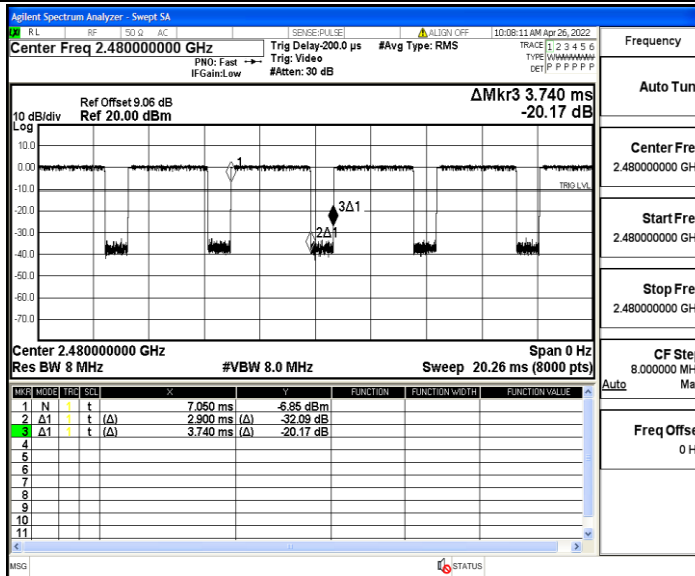 Agilent Spectrum Analyzer - Swept SA
RL RF 50 Ω AC SENSE:PULSE ALIGN OFF 10:08:11 AM Apr 26, 2022
Center Freq 2.480000000 GHz
PNO: Fast
IFGain:Low
Trig Delay-200.0 µs
Trig: Video
#Atten: 30 dB
#Avg Type: RMS
TRACE 1 2 3 4 5 6
TYPE WWWWWW
DET P P P P P P
ΔMkr3 3.740 ms
-20.17 dB
Ref Offset 9.06 dB
10 dB/div Ref 20.00 dBm
Log
10.0
0.00
-10.0
-20.0
-30.0
-40.0
-50.0
-60.0
-70.0
1
TRIG LVL
3Δ1
2Δ1
Center 2.480000000 GHz Span 0 Hz
Res BW 8 MHz #VBW 8.0 MHz Sweep 20.26 ms (8000 pts)
MKR MODE TRC SCL X Y FUNCTION FUNCTION WIDTH FUNCTION VALUE
1 N 1 t 7.050 ms -6.85 dBm
2 Δ1 1 t (Δ) 2.900 ms (Δ) -32.09 dB
3 Δ1 1 t (Δ) 3.740 ms (Δ) -20.17 dB
4
5
6
7
8
9
10
11
MSG STATUS
Frequency
Auto Tun
Center Fre
2.480000000 GH
Start Fre
2.480000000 GH
Stop Fre
2.480000000 GH
CF Ste
8.000000 MH
Auto Ma
Freq Offse
0 H